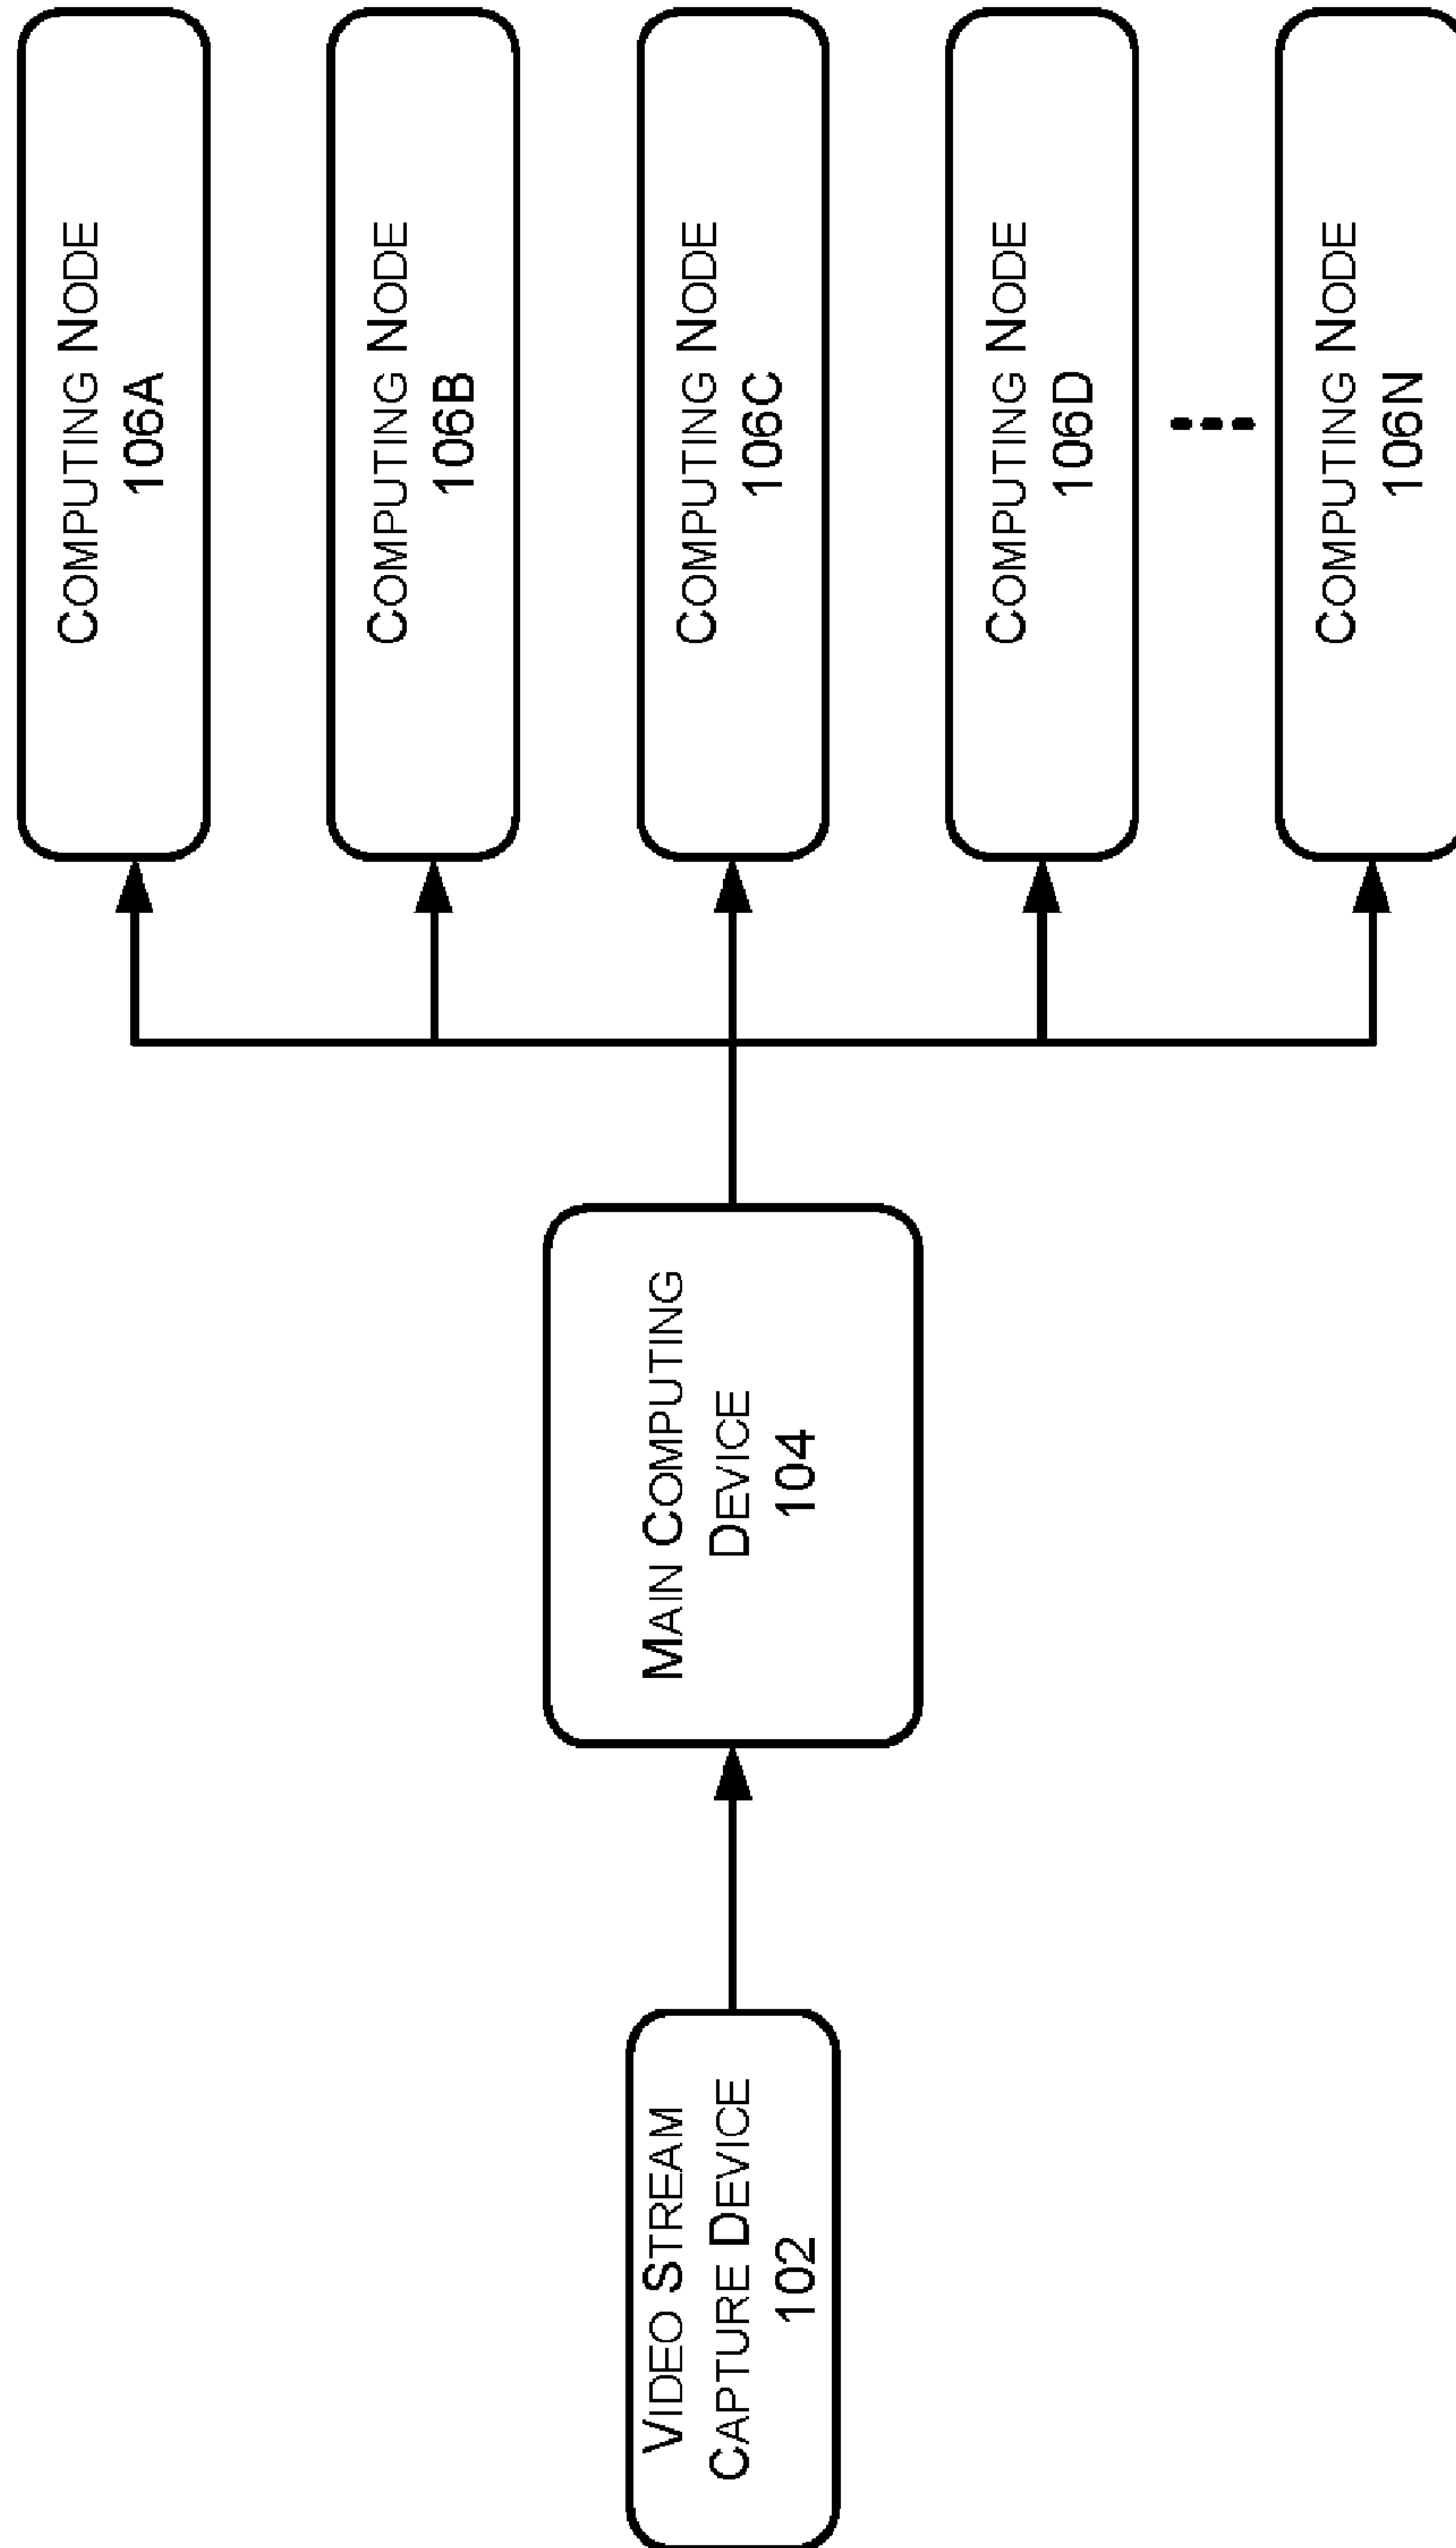 VIDEO STREAM
CAPTURE DEVICE
102
MAIN COMPUTING
DEVICE
104
COMPUTING NODE
106A
COMPUTING NODE
106B
COMPUTING NODE
106C
COMPUTING NODE
106D
COMPUTING NODE
106N